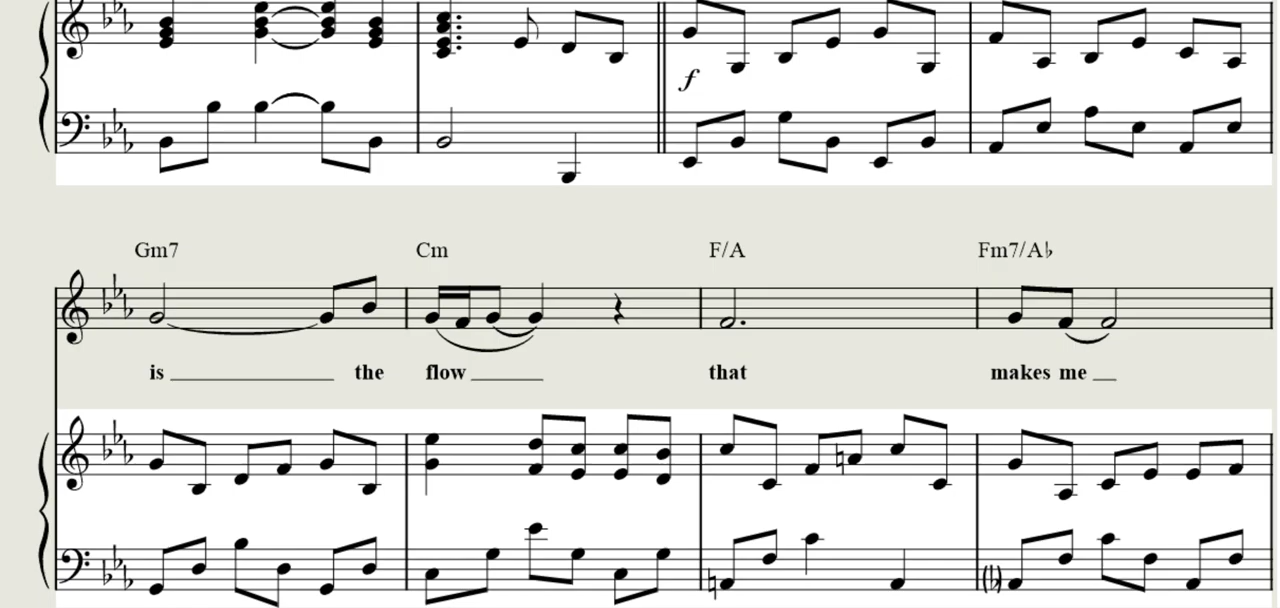 f
Gm7 Cm F/A Fm7/A♭
is the flow that makes me